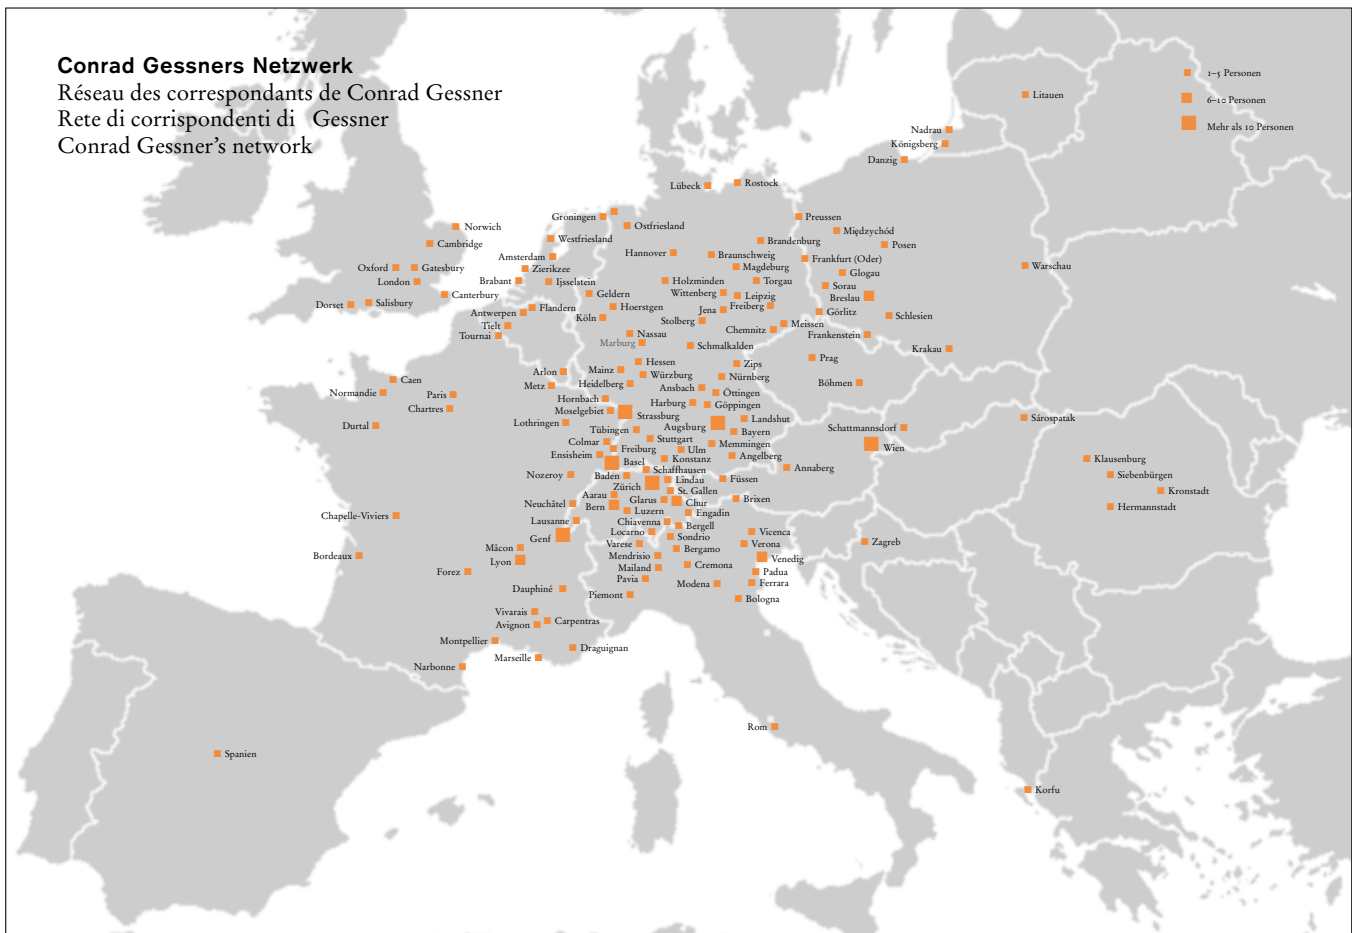 Conrad Gessners Netzwerk
Réseau des correspondants de Conrad Gessner
Rete di corrispondenti di Gessner
Conrad Gessner's network
1–5 Personen
6–10 Personen
Mehr als 10 Personen
Litauen
Nadrau
Königsberg
Danzig
Lübeck
Rostock
Groningen
Ostfriesland
Preussen
Norwich
Westfriesland
Międzychód
Cambridge
Brandenburg
Posen
Hannover
Braunschweig
Amsterdam
Frankfurt (Oder)
Oxford
Gatesbury
Zierikzee
Magdeburg
Warschau
Glogau
London
Brabant
Ijsselstein
Holzminden
Torgau
Sorau
Canterbury
Geldern
Wittenberg
Leipzig
Breslau
Dorset
Salisbury
Flandern
Hoerstgen
Jena
Freiberg
Antwerpen
Görlitz
Köln
Stolberg
Schlesien
Tielt
Meissen
Chemnitz
Tournai
Nassau
Frankenstein
Marburg
Schmalkalden
Krakau
Prag
Hessen
Zips
Arlon
Mainz
Würzburg
Nürnberg
Caen
Metz
Heidelberg
Ansbach
Böhmen
Normandie
Paris
Öttingen
Hornbach
Harburg
Göppingen
Chartres
Moselgebiet
Strassburg
Landshut
Sárospatak
Durtal
Lothringen
Augsburg
Schattmannsdorf
Tübingen
Bayern
Colmar
Stuttgart
Memmingen
Wien
Freiburg
Ulm
Ensisheim
Angelberg
Klausenburg
Basel
Konstanz
Annaberg
Schaffhausen
Nozeroy
Baden
Lindau
Füssen
Siebenbürgen
Zürich
St. Gallen
Kronstadt
Aarau
Glarus
Brixen
Neuchâtel
Bern
Chur
Hermannstadt
Luzern
Engadin
Chapelle-Viviers
Lausanne
Chiavenna
Bergell
Locarno
Vicenca
Genf
Sondrio
Varese
Verona
Zagreb
Mâcon
Bergamo
Bordeaux
Mendrisio
Venedig
Lyon
Cremona
Mailand
Forez
Padua
Pavia
Modena
Ferrara
Dauphiné
Piemont
Bologna
Vivarais
Carpentras
Avignon
Montpellier
Draguignan
Marseille
Narbonne
Rom
Spanien
Korfu